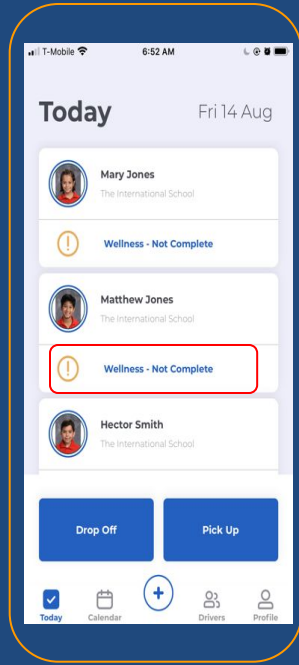 T-Mobile 6:52 AM
Today Fri 14 Aug
Mary Jones
The International School
Wellness - Not Complete
Matthew Jones
The International School
Wellness - Not Complete
Hector Smith
The International School
Drop Off Pick Up
Today Calendar + Drivers Profile